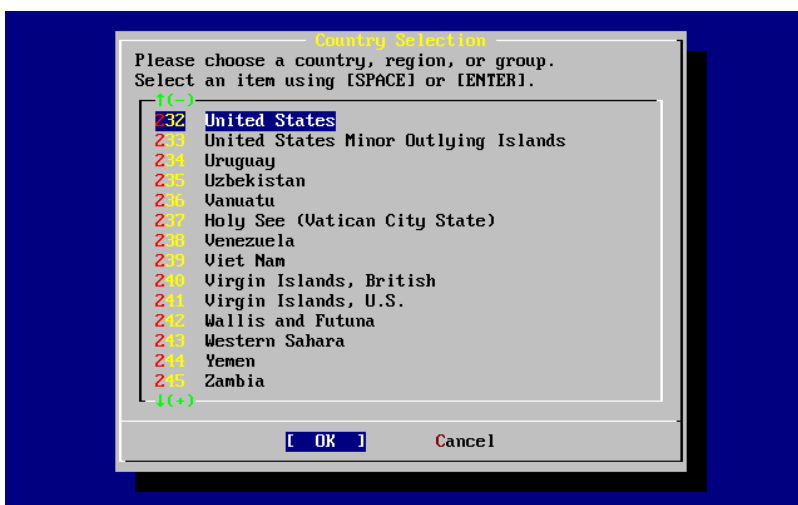 Country Selection
Please choose a country, region, or group.
Select an item using [SPACE] or [ENTER].
↑(-)
232 United States
233 United States Minor Outlying Islands
234 Uruguay
235 Uzbekistan
236 Vanuatu
237 Holy See (Vatican City State)
238 Venezuela
239 Viet Nam
240 Virgin Islands, British
241 Virgin Islands, U.S.
242 Wallis and Futuna
243 Western Sahara
244 Yemen
245 Zambia
↓(+)
[ OK ] Cancel